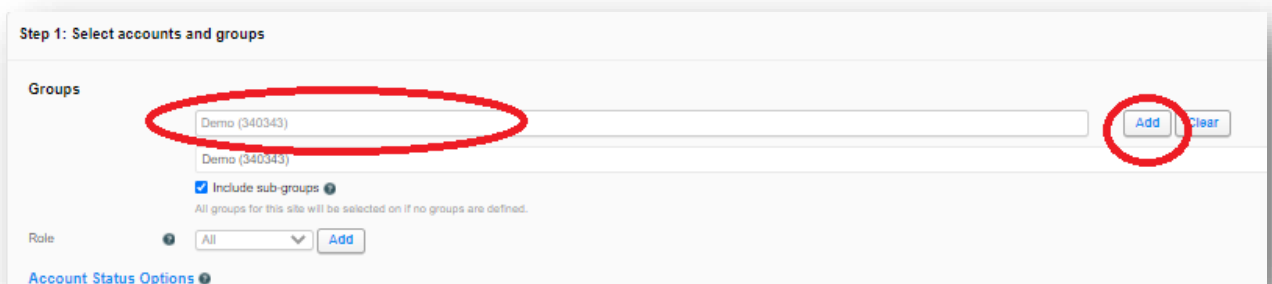 Step 1: Select accounts and groups
Groups
Demo (340343) Add Clear
Demo (340343)
Include sub-groups
All groups for this site will be selected on if no groups are defined.
Role All Add
Account Status Options